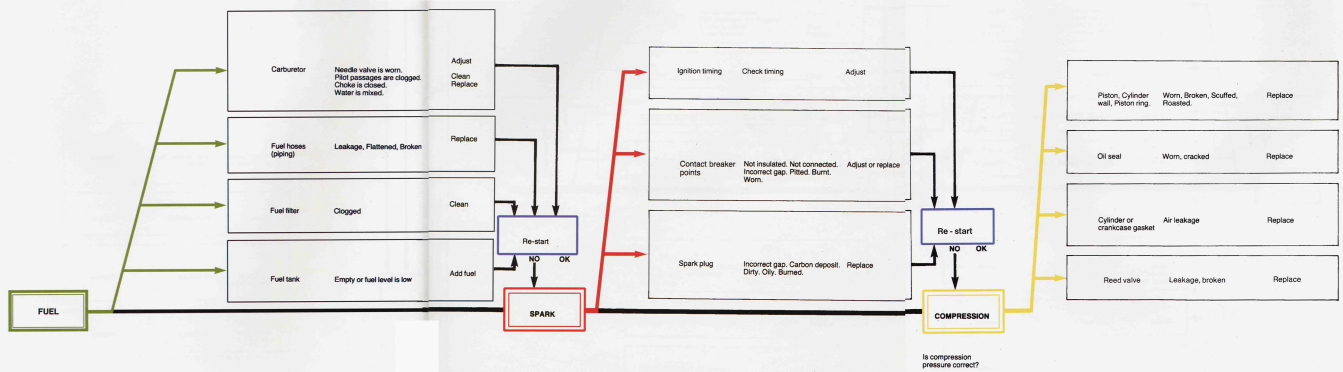 Carburetor
Needle valve is worn.
Pilot passages are clogged.
Choke is closed.
Water is mixed.
Adjust
Clean
Replace
Fuel hoses
(piping)
Leakage, Flattened, Broken
Replace
Fuel filter
Clogged
Clean
Fuel tank
Empty or fuel level is low
Add fuel
FUEL
Re-start
NO OK
SPARK
Ignition timing
Check timing
Adjust
Contact breaker
points
Not insulated. Not connected.
Incorrect gap. Pitted. Burnt.
Worn.
Adjust or replace
Spark plug
Incorrect gap. Carbon deposit.
Dirty. Oily. Burned.
Replace
Re - start
NO OK
COMPRESSION
Is compression
pressure correct?
Piston, Cylinder
wall, Piston ring.
Worn, Broken, Scuffed,
Roasted.
Replace
Oil seal
Worn, cracked
Replace
Cylinder or
crankcase gasket
Air leakage
Replace
Reed valve
Leakage, broken
Replace